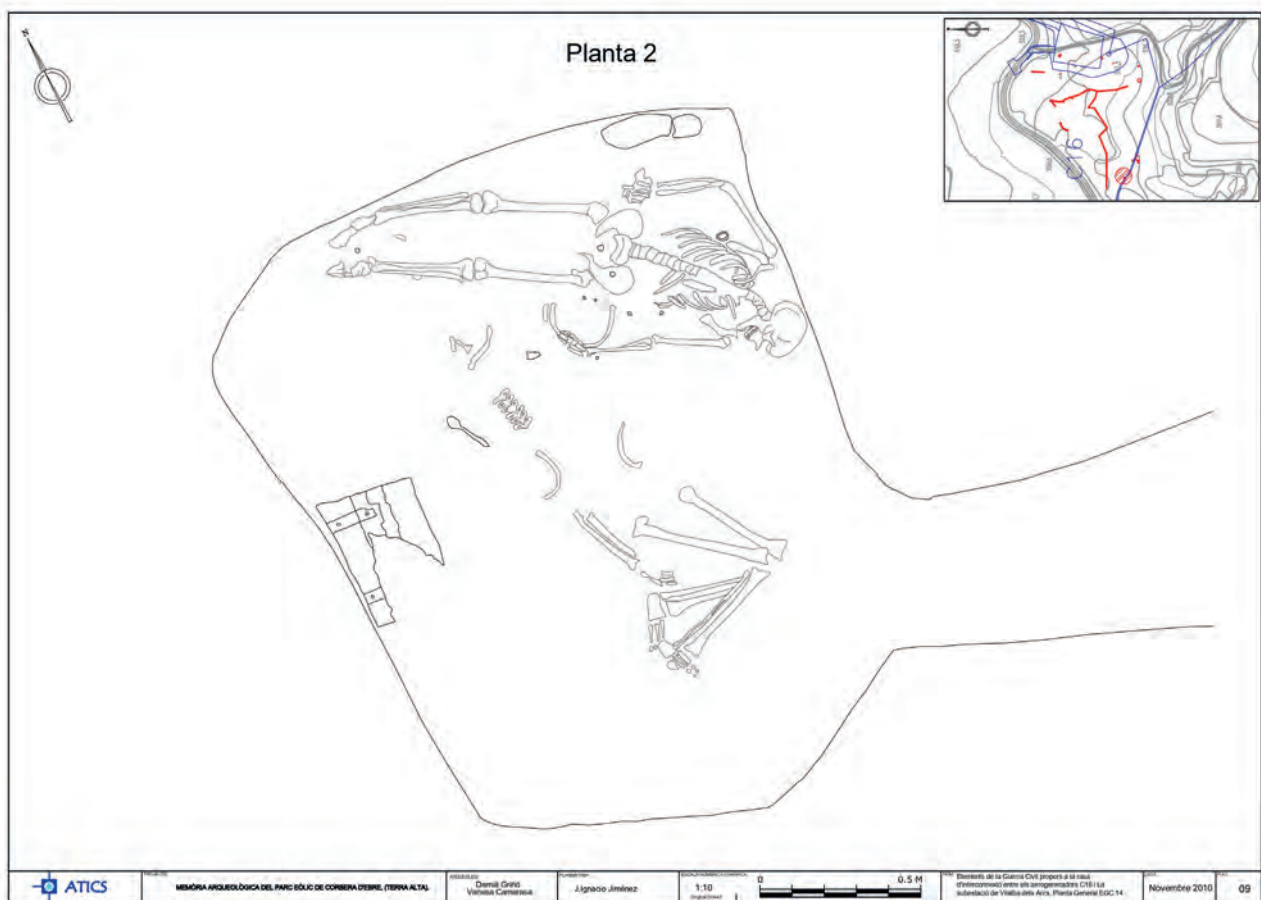 Planta 2
N
C16
ATICS
MEMÒRIA ARQUEOLÒGICA DEL PARC EÒLIC DE CORBERA D'EBRE, (TERRA ALTA).
Damià Griñó
Vanessa Camarasa
J.Ignacio Jiménez
1:10
0
0.5 M
Elements de la Guerra Civil propers a la rasa
d'interconnexió entre els aerogeneradors C16 i La
subestació de Vilalba dels Arcs. Planta General EGC 14
Novembre 2010
09